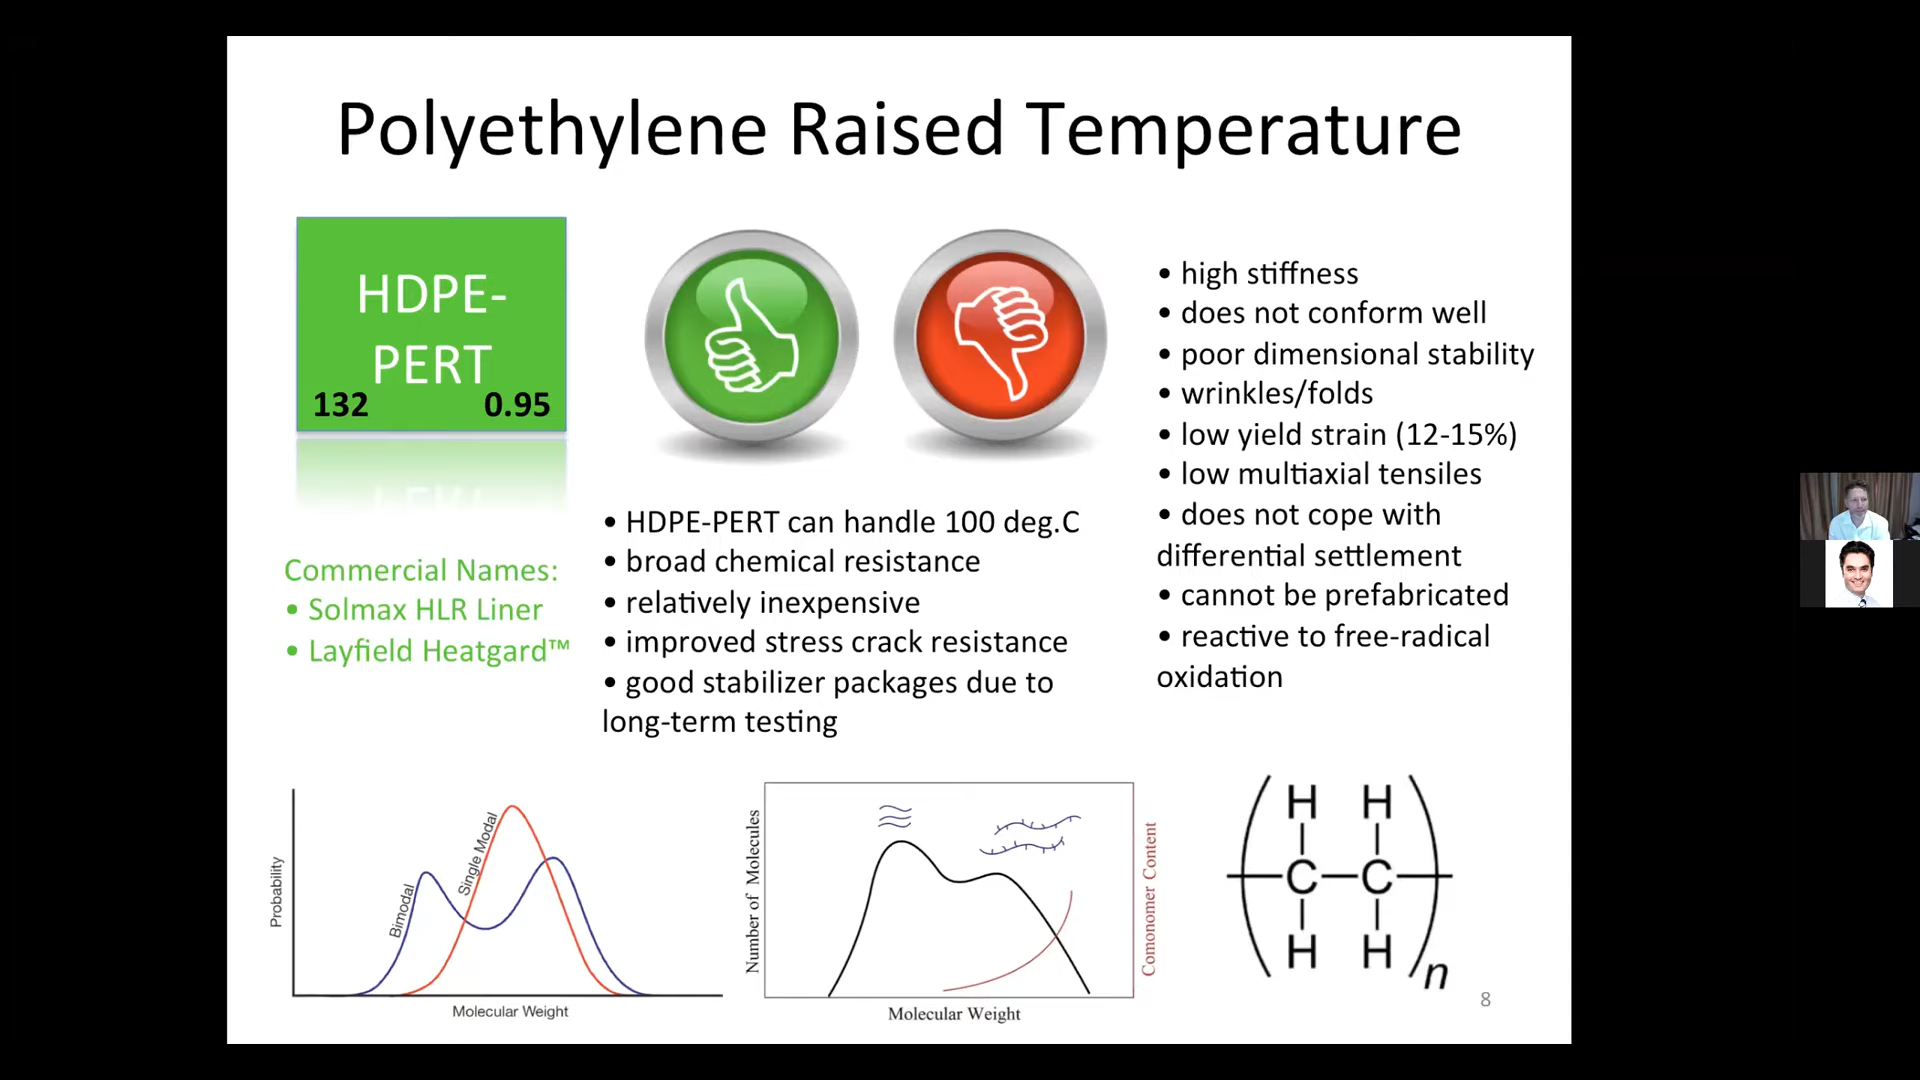 Polyethylene Raised Temperature
HDPE-
PERT
132 0.95
Commercial Names:
• Solmax HLR Liner
• Layfield Heatgard™
• HDPE-PERT can handle 100 deg.C
• broad chemical resistance
• relatively inexpensive
• improved stress crack resistance
• good stabilizer packages due to
long-term testing
• high stiffness
• does not conform well
• poor dimensional stability
• wrinkles/folds
• low yield strain (12-15%)
• low multiaxial tensiles
• does not cope with
differential settlement
• cannot be prefabricated
• reactive to free-radical
oxidation
Probability
Bimodal
Single Modal
Molecular Weight
Number of Molecules
Comonomer Content
Molecular Weight
H H
C C
H H
n
8